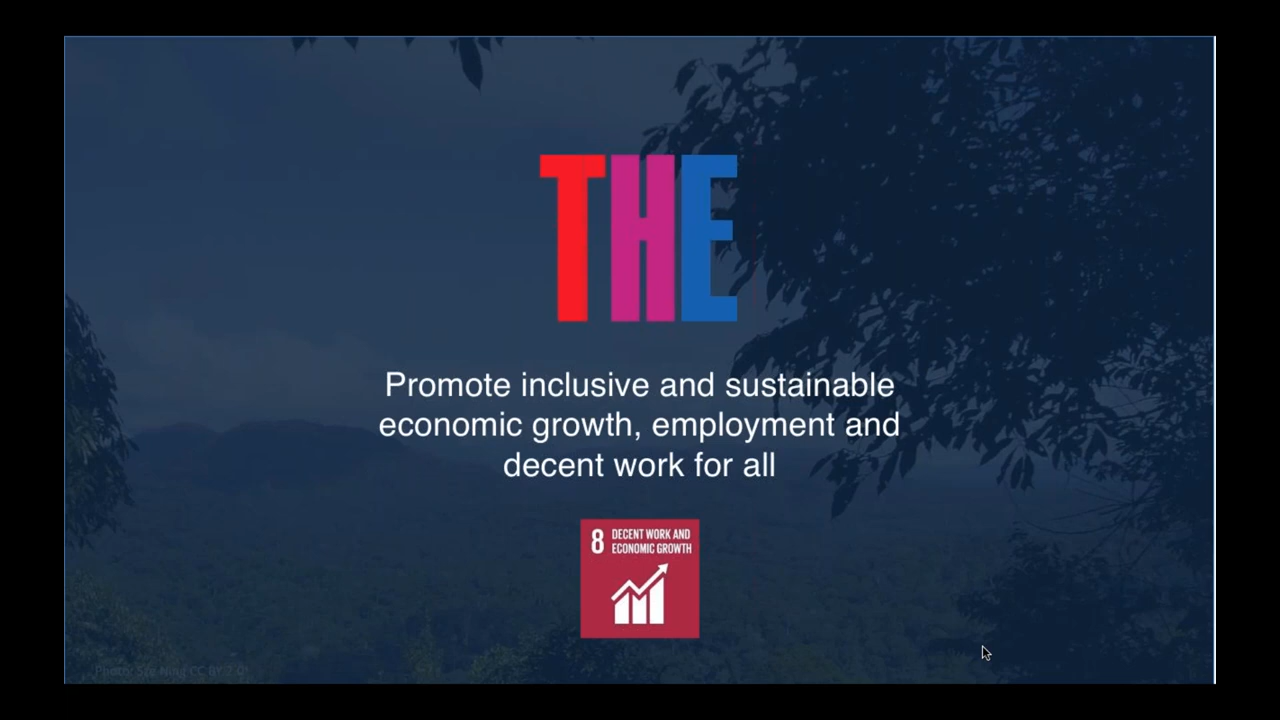 THE
Promote inclusive and sustainable
economic growth, employment and
decent work for all
8 DECENT WORK AND
ECONOMIC GROWTH